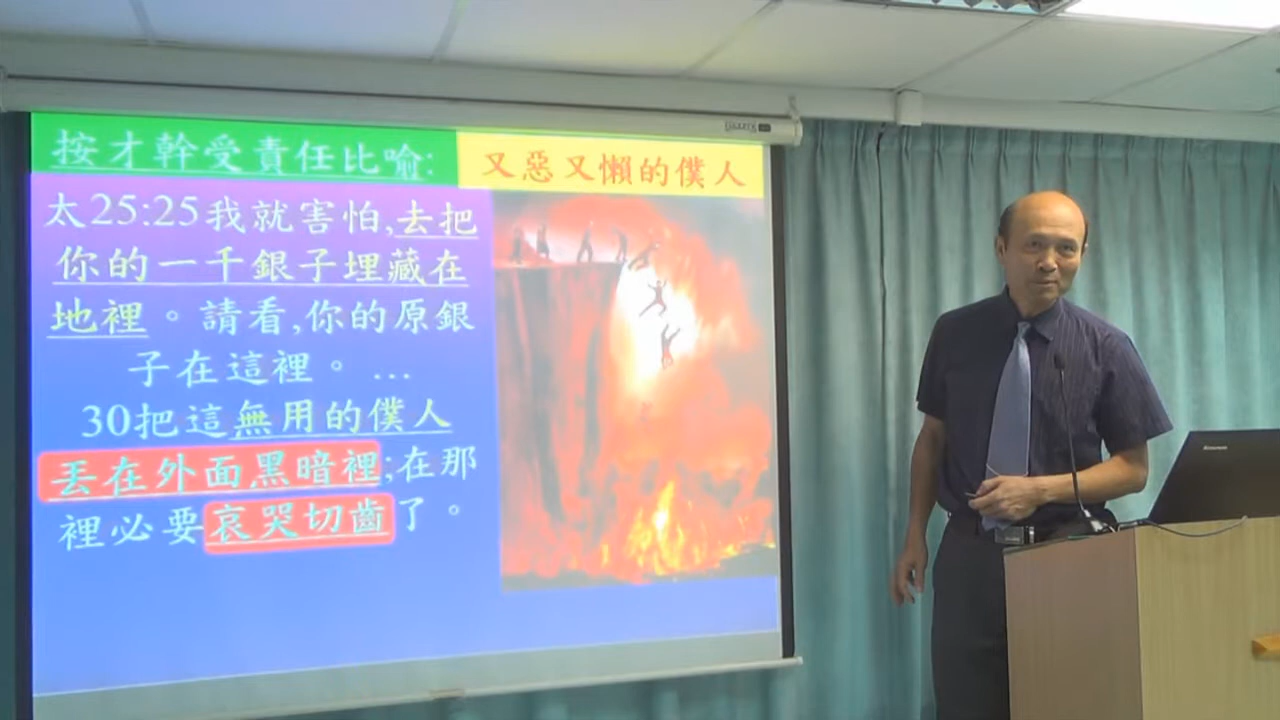 按才幹受責任比喻:
又惡又懶的僕人
太25:25我就害怕,去把
你的一千銀子埋藏在
地裡。請看,你的原銀
子在這裡。 …
30把這無用的僕人
丟在外面黑暗裡;在那
裡必要哀哭切齒了。
lenovo